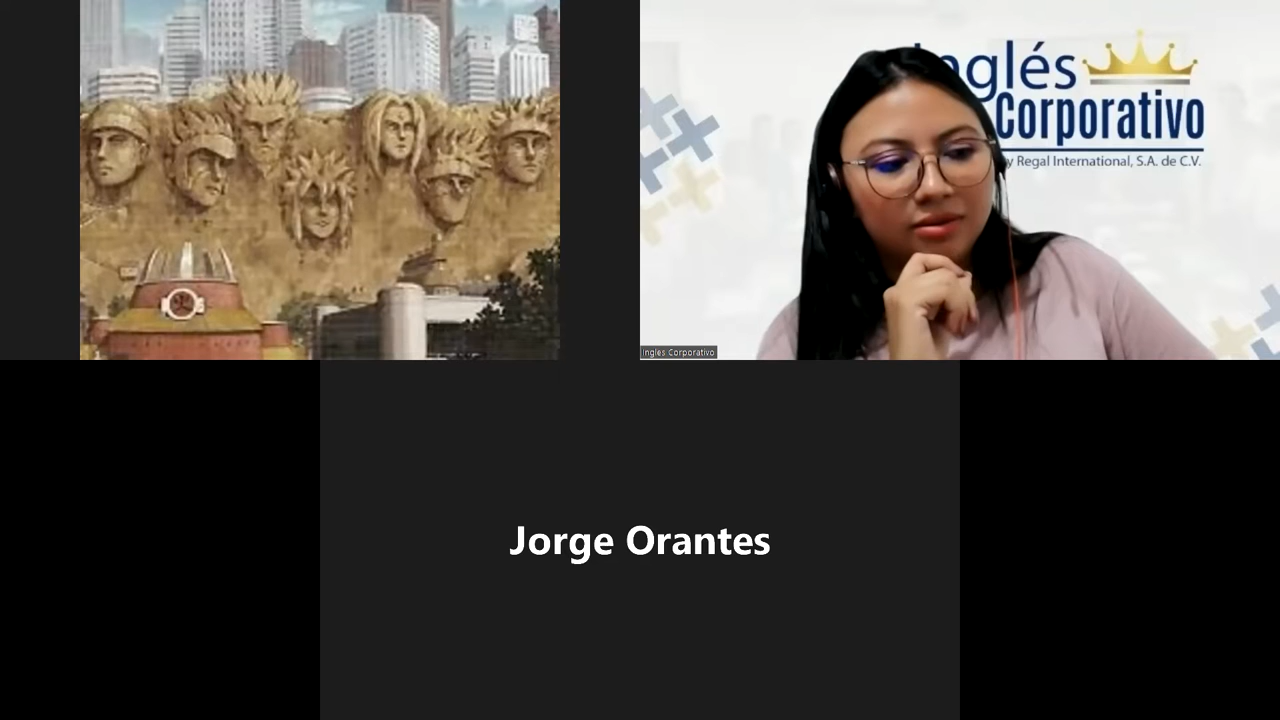 Inglés
Corporativo
y Regal International, S.A. de C.V.
Ingles Corporativo
Jorge Orantes